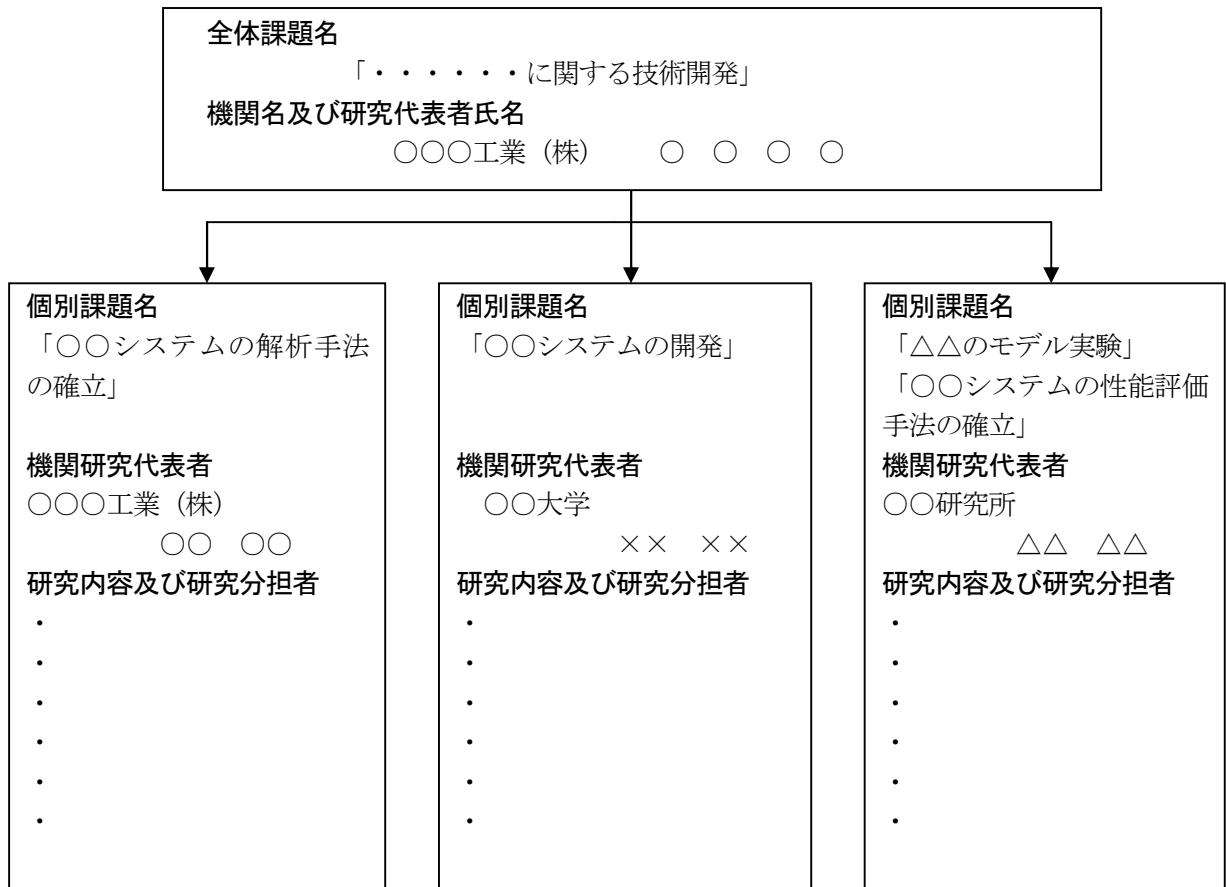 全体課題名
「・・・・・・に関する技術開発」
機関名及び研究代表者氏名
○○○工業（株）　○　○　○　○
個別課題名
「○○システムの解析手法
の確立」
機関研究代表者
○○○工業（株）
○○　○○
研究内容及び研究分担者
・
・
・
・
・
・
個別課題名
「○○システムの開発」
機関研究代表者
○○大学
××　××
研究内容及び研究分担者
・
・
・
・
・
・
個別課題名
「△△のモデル実験」
「○○システムの性能評価
手法の確立」
機関研究代表者
○○研究所
△△　△△
研究内容及び研究分担者
・
・
・
・
・
・